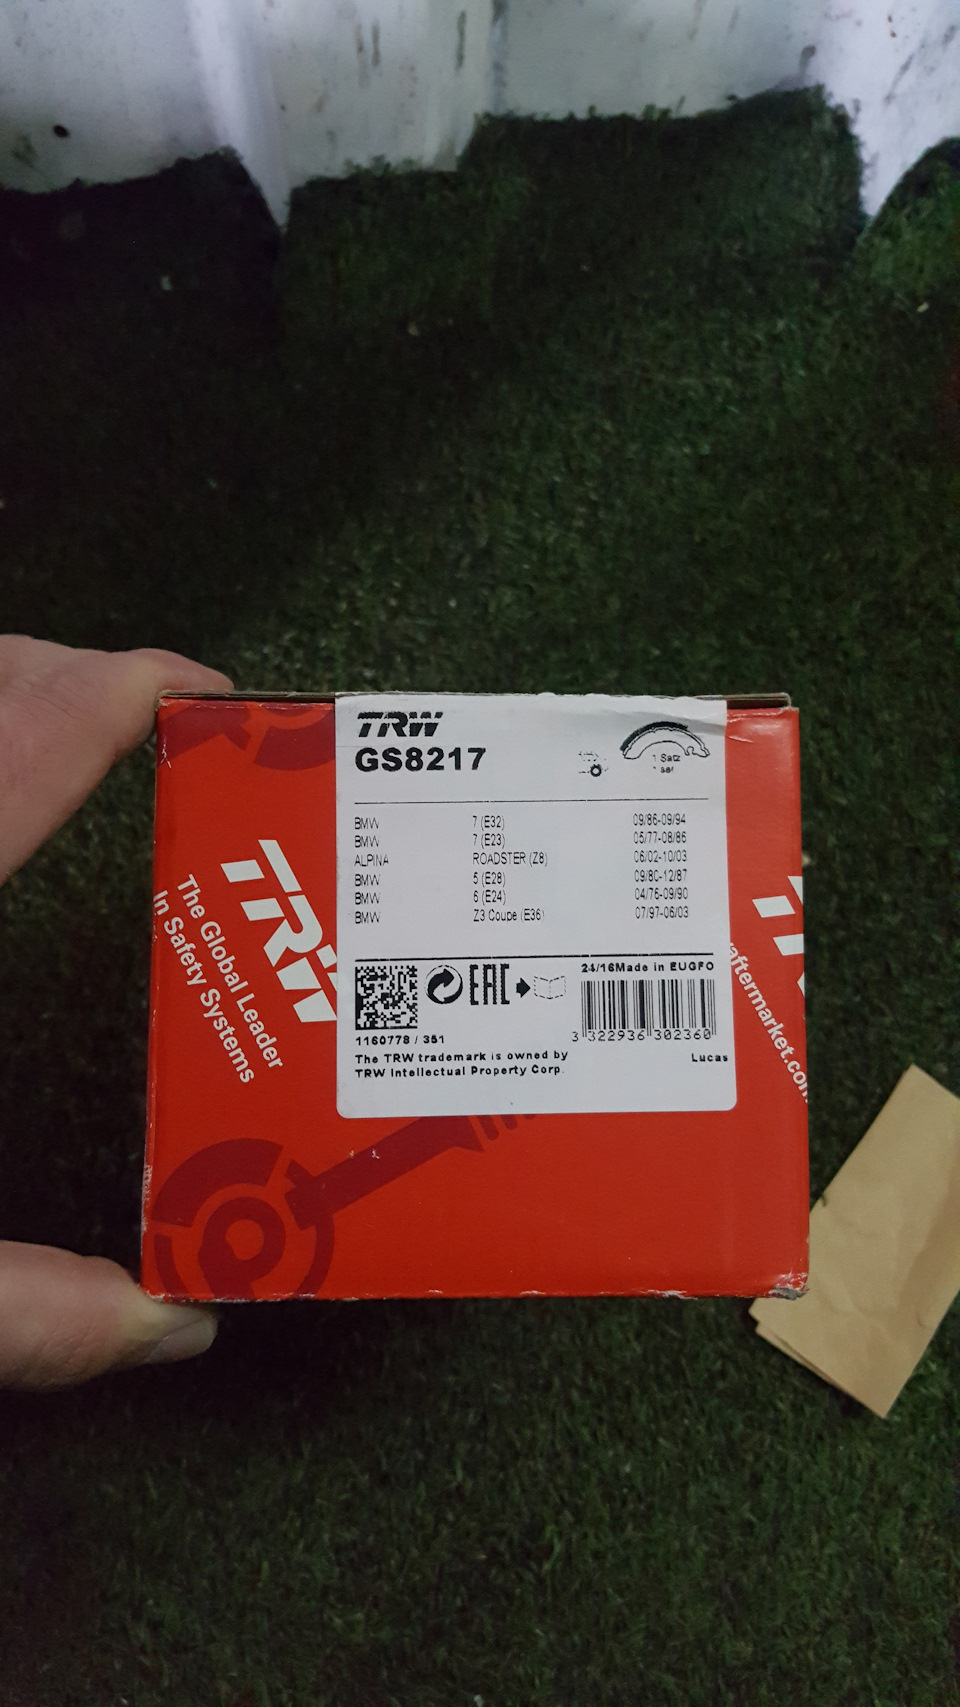 TRW
GS8217
1 Satz
1 set
BMW 7 (E32) 09/86-09/94
BMW 7 (E23) 05/77-08/86
ALPINA ROADSTER (Z8) 06/02-10/03
BMW 5 (E28) 09/80-12/87
BMW 6 (E24) 04/76-09/90
BMW Z3 Coupe (E36) 07/97-06/03
EAC
24/16Made in EUGFO
3 322936 302360
1160778 / 351
Lucas
The TRW trademark is owned by
TRW Intellectual Property Corp.
TRW
The Global Leader
In Safety Systems
TR
aftermarket.com